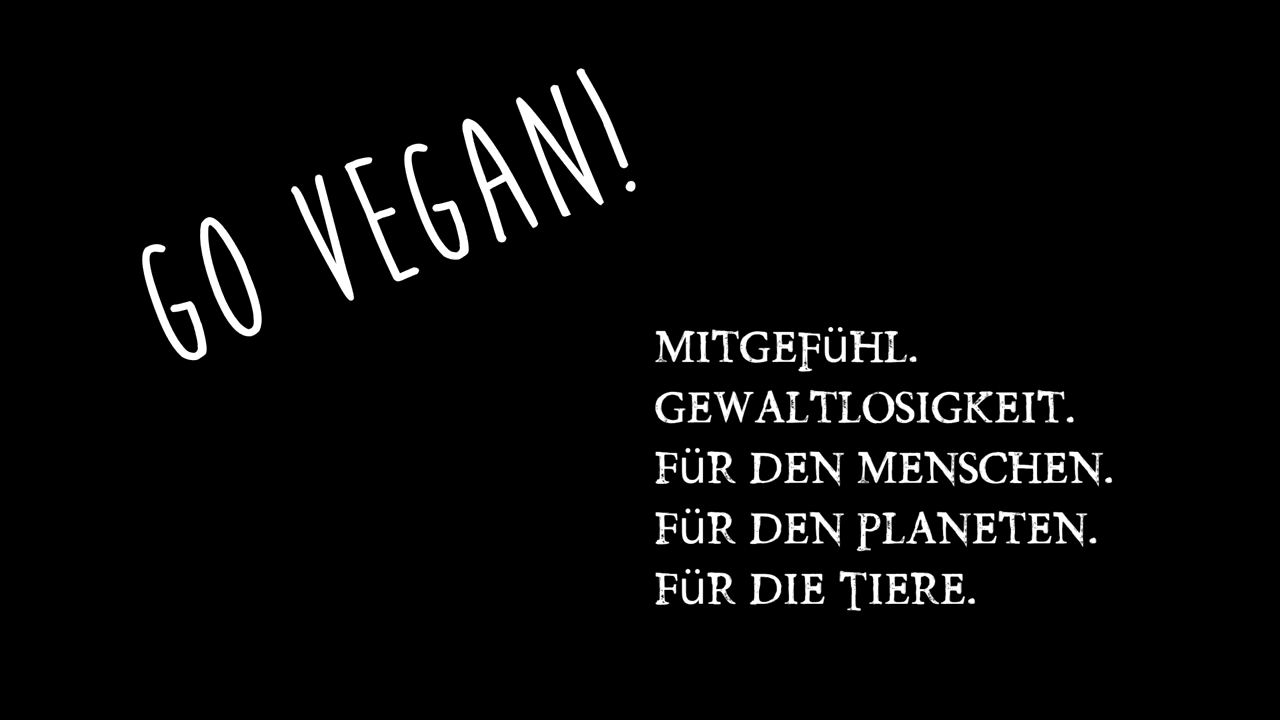 GO VEGAN!
MITGEFÜHL.
GEWALTLOSIGKEIT.
FÜR DEN MENSCHEN.
FÜR DEN PLANETEN.
FÜR DIE TIERE.